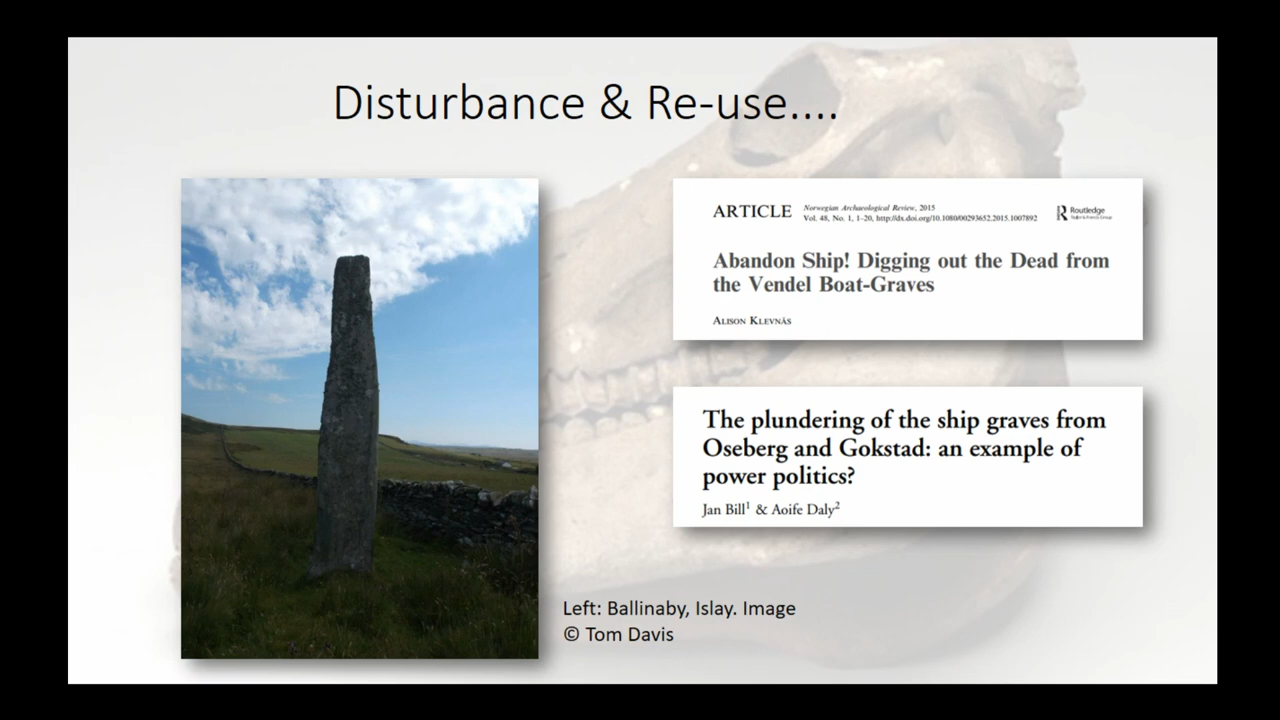 Disturbance & Re-use....
ARTICLE
Norwegian Archaeological Review, 2015
Vol. 48, No. 1, 1–20, http://dx.doi.org/10.1080/00293652.2015.1007892
Routledge
Taylor & Francis Group
Abandon Ship! Digging out the Dead from
the Vendel Boat-Graves
ALISON KLEVNÄS
The plundering of the ship graves from
Oseberg and Gokstad: an example of
power politics?
Jan Bill1 & Aoife Daly2
Left: Ballinaby, Islay. Image
© Tom Davis